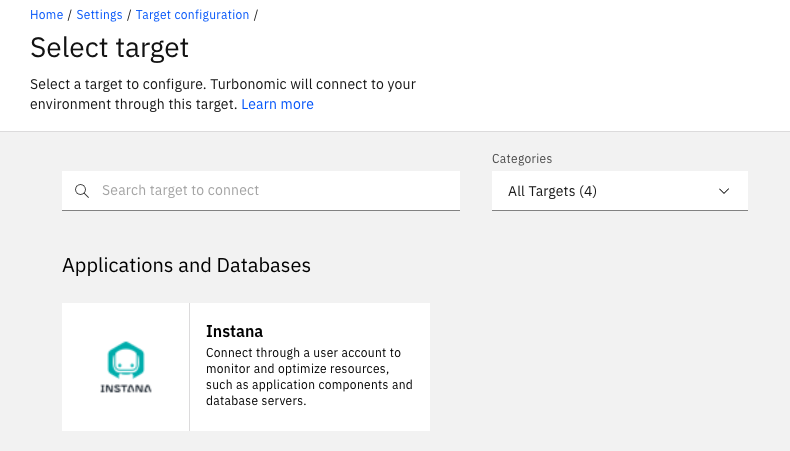 Home / Settings / Target configuration /
Select target
Select a target to configure. Turbonomic will connect to your
environment through this target. Learn more
Categories
Search target to connect
All Targets (4)
Applications and Databases
INSTANA
Instana
Connect through a user account to
monitor and optimize resources,
such as application components and
database servers.